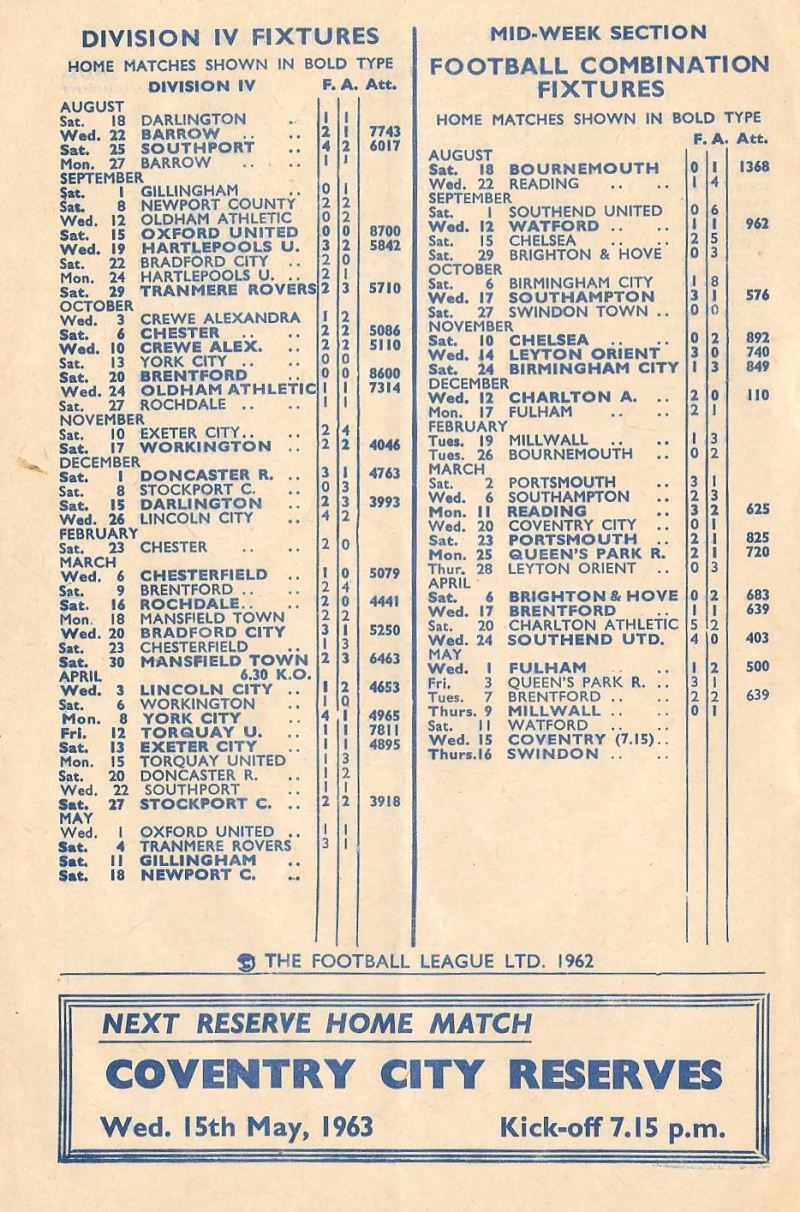 DIVISION IV FIXTURES
HOME MATCHES SHOWN IN BOLD TYPE
DIVISION IV F. A. Att.
AUGUST
Sat. 18 DARLINGTON .. 1 1
Wed. 22 BARROW .. .. 2 1 7743
Sat. 25 SOUTHPORT .. 4 2 6017
Mon. 27 BARROW .. .. 1 1
SEPTEMBER
Sat. 1 GILLINGHAM .. 0 1
Sat. 8 NEWPORT COUNTY 2 2
Wed. 12 OLDHAM ATHLETIC 0 2
Sat. 15 OXFORD UNITED 0 0 8700
Wed. 19 HARTLEPOOLS U. 3 2 5842
Sat. 22 BRADFORD CITY .. 2 0
Mon. 24 HARTLEPOOLS U. .. 2 1
Sat. 29 TRANMERE ROVERS 2 3 5710
OCTOBER
Wed. 3 CREWE ALEXANDRA 1 2
Sat. 6 CHESTER .. .. 2 2 5086
Wed. 10 CREWE ALEX. .. 2 2 5110
Sat. 13 YORK CITY .. .. 0 0
Sat. 20 BRENTFORD .. 0 0 8600
Wed. 24 OLDHAM ATHLETIC 1 1 7314
Sat. 27 ROCHDALE .. .. 1 1
NOVEMBER
Sat. 10 EXETER CITY.. .. 2 4
Sat. 17 WORKINGTON .. 2 2 4046
DECEMBER
Sat. 1 DONCASTER R. .. 3 1 4763
Sat. 8 STOCKPORT C. .. 0 3
Sat. 15 DARLINGTON .. 2 3 3993
Wed. 26 LINCOLN CITY .. 4 2
FEBRUARY
Sat. 23 CHESTER .. .. 2 0
MARCH
Wed. 6 CHESTERFIELD .. 1 0 5079
Sat. 9 BRENTFORD .. .. 2 4
Sat. 16 ROCHDALE.. .. 2 0 4441
Mon. 18 MANSFIELD TOWN 2 2
Wed. 20 BRADFORD CITY 3 1 5250
Sat. 23 CHESTERFIELD .. 1 3
Sat. 30 MANSFIELD TOWN 2 3 6463
APRIL 6.30 K.O.
Wed. 3 LINCOLN CITY .. 1 2 4653
Sat. 6 WORKINGTON .. 1 0
Mon. 8 YORK CITY .. 4 1 4965
Fri. 12 TORQUAY U. .. 1 1 7811
Sat. 13 EXETER CITY .. 1 1 4895
Mon. 15 TORQUAY UNITED 1 3
Sat. 20 DONCASTER R. .. 1 2
Wed. 22 SOUTHPORT .. 1 1
Sat. 27 STOCKPORT C. .. 2 2 3918
MAY
Wed. 1 OXFORD UNITED .. 1 1
Sat. 4 TRANMERE ROVERS 3 1
Sat. 11 GILLINGHAM ..
Sat. 18 NEWPORT C. ..
MID-WEEK SECTION
FOOTBALL COMBINATION
FIXTURES
HOME MATCHES SHOWN IN BOLD TYPE
F. A. Att.
AUGUST
Sat. 18 BOURNEMOUTH 0 1 1368
Wed. 22 READING .. .. 1 4
SEPTEMBER
Sat. 1 SOUTHEND UNITED 0 6
Wed. 12 WATFORD .. .. 1 1 962
Sat. 15 CHELSEA .. .. 2 5
Sat. 29 BRIGHTON & HOVE 0 3
OCTOBER
Sat. 6 BIRMINGHAM CITY 1 8
Wed. 17 SOUTHAMPTON 3 1 576
Sat. 27 SWINDON TOWN .. 0 0
NOVEMBER
Sat. 10 CHELSEA .. .. 0 2 892
Wed. 14 LEYTON ORIENT 3 0 740
Sat. 24 BIRMINGHAM CITY 1 3 849
DECEMBER
Wed. 12 CHARLTON A. .. 2 0 110
Mon. 17 FULHAM .. .. 2 1
FEBRUARY
Tues. 19 MILLWALL .. .. 1 3
Tues. 26 BOURNEMOUTH .. 0 2
MARCH
Sat. 2 PORTSMOUTH .. 3 1
Wed. 6 SOUTHAMPTON .. 2 3
Mon. 11 READING .. 3 2 625
Wed. 20 COVENTRY CITY .. 0 1
Sat. 23 PORTSMOUTH .. 2 1 825
Mon. 25 QUEEN'S PARK R. 2 1 720
Thur. 28 LEYTON ORIENT .. 0 3
APRIL
Sat. 6 BRIGHTON & HOVE 0 2 683
Wed. 17 BRENTFORD .. 1 1 639
Sat. 20 CHARLTON ATHLETIC 5 2
Wed. 24 SOUTHEND UTD. 4 0 403
MAY
Wed. 1 FULHAM .. .. 1 2 500
Fri. 3 QUEEN'S PARK R. .. 3 1
Tues. 7 BRENTFORD .. .. 2 2 639
Thurs. 9 MILLWALL .. .. 0 1
Sat. 11 WATFORD .. ..
Wed. 15 COVENTRY (7.15)..
Thurs.16 SWINDON .. ..
THE FOOTBALL LEAGUE LTD. 1962
NEXT RESERVE HOME MATCH
COVENTRY CITY RESERVES
Wed. 15th May, 1963 Kick-off 7.15 p.m.